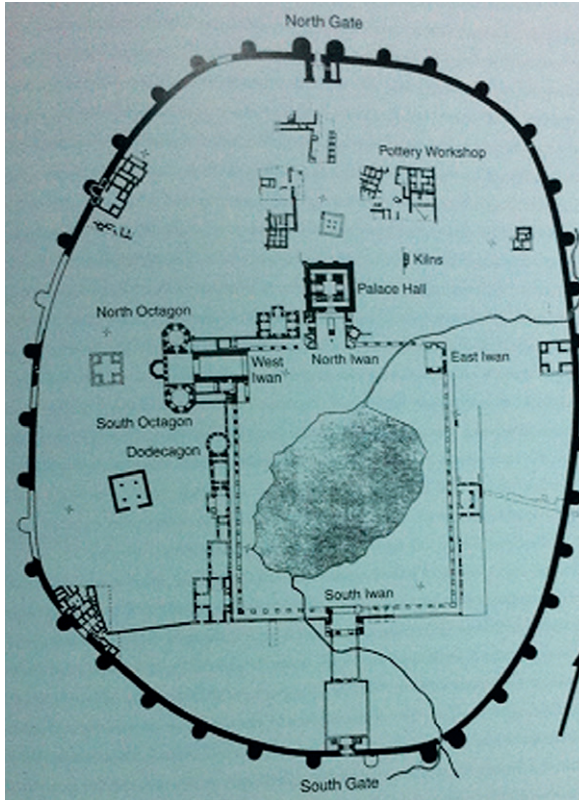 North Gate
Pottery Workshop
Kilns
Palace Hall
North Octagon
West
Iwan
North Iwan
East Iwan
South Octagon
Dodecagon
South Iwan
South Gate